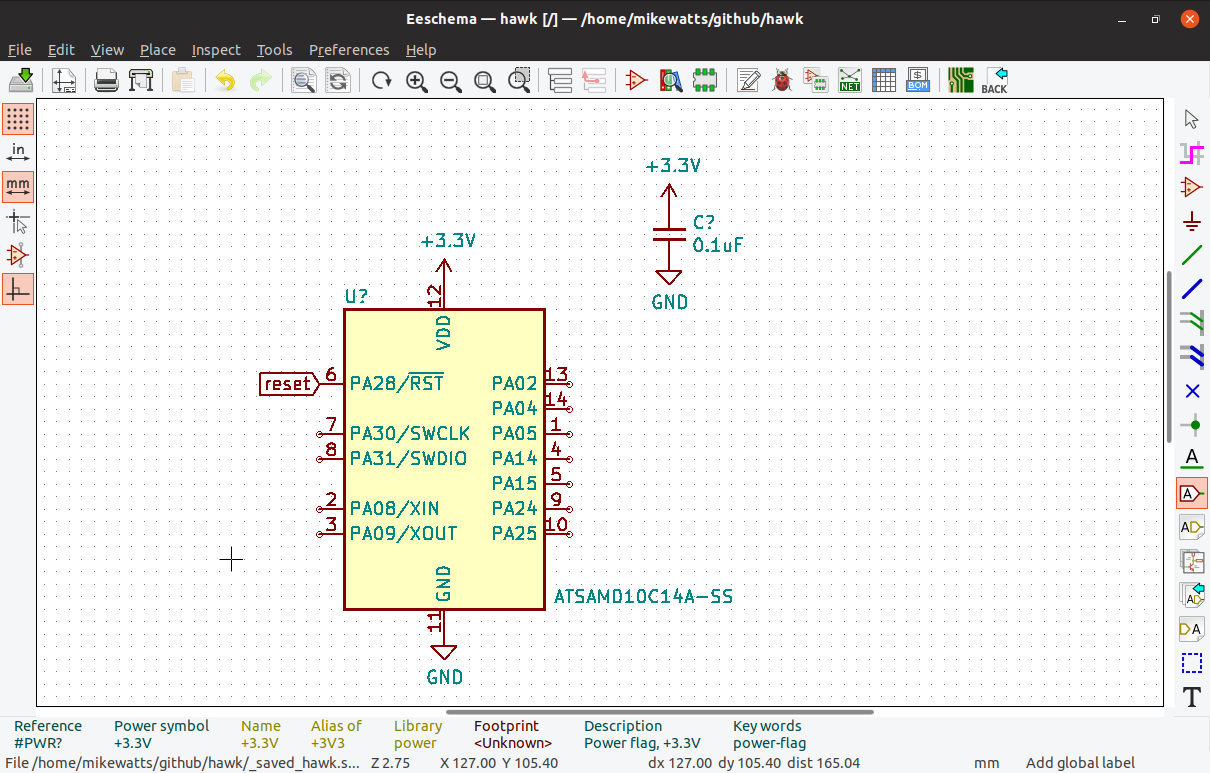 Eeschema — hawk [/] — /home/mikewatts/github/hawk
File Edit View Place Inspect Tools Preferences Help
NET
$
BOM
BACK
in
mm
+3.3V
C?
0.1uF
GND
+3.3V
U?
12
VDD
reset
6 PA28/RST
PA02 13
PA04 14
7 PA30/SWCLK
PA05 1
8 PA31/SWDIO
PA14 4
PA15 5
2 PA08/XIN
PA24 9
3 PA09/XOUT
PA25 10
GND
11
ATSAMD10C14A-SS
GND
A
A
AD
AD
DA
T
Reference Power symbol Name Alias of Library Footprint Description Key words
#PWR? +3.3V +3.3V +3V3 power <Unknown> Power flag, +3.3V power-flag
File /home/mikewatts/github/hawk/_saved_hawk.s... Z 2.75 X 127.00 Y 105.40 dx 127.00 dy 105.40 dist 165.04 mm Add global label